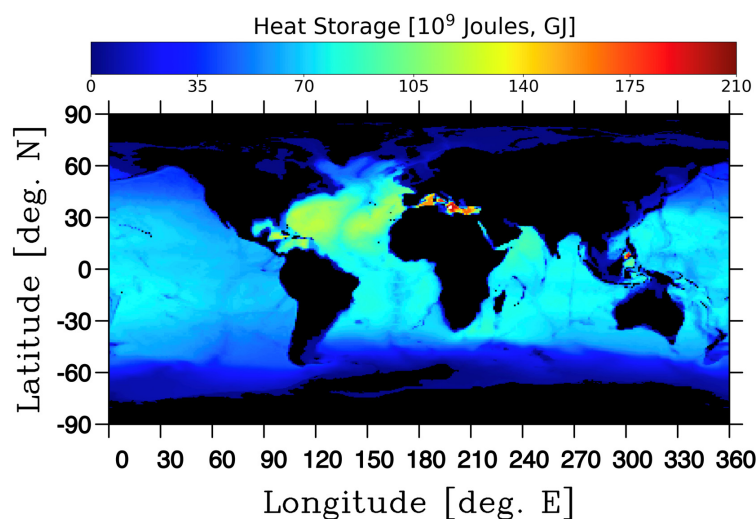 Heat Storage [10⁹ Joules, GJ]
0 35 70 105 140 175 210
90
60
30
0
-30
-60
-90
Latitude [deg. N]
0 30 60 90 120 150 180 210 240 270 300 330 360
Longitude [deg. E]